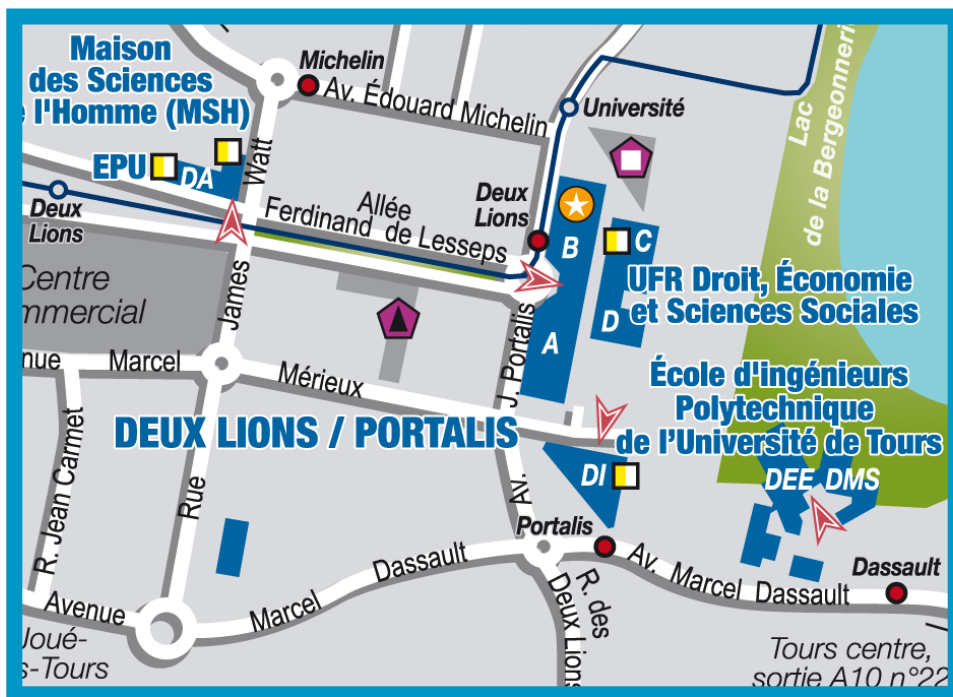 Maison
des Sciences
l'Homme (MSH)
Michelin
Av. Édouard Michelin
Université
Lac
de la Bergeonnerie
EPU
DA
Watt
Deux
Lions
Allée
Ferdinand de Lesseps
Deux
Lions
B
C
UFR Droit, Économie
et Sciences Sociales
D
A
Centre
mmercial
James
J. Portalis
nue
Marcel
Mérieux
École d'ingénieurs
Polytechnique
de l'Université de Tours
DEUX LIONS / PORTALIS
DI
DEE DMS
R. Jean Carmet
Rue
Av.
Portalis
Av. Marcel Dassault
Dassault
Avenue
Marcel
Dassault
R. des
Deux Lions
Joué-
s-Tours
Tours centre,
sortie A10 n°22